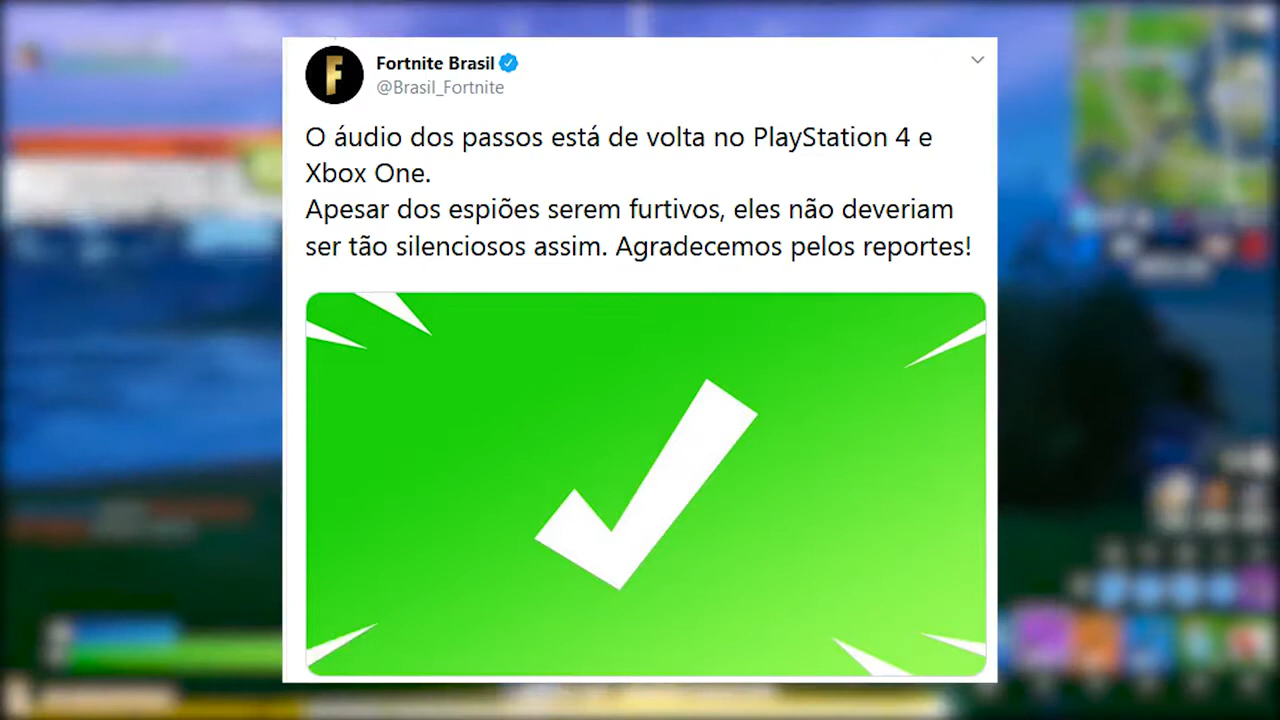 Fortnite Brasil
@Brasil_Fortnite
O áudio dos passos está de volta no PlayStation 4 e
Xbox One.
Apesar dos espiões serem furtivos, eles não deveriam
ser tão silenciosos assim. Agradecemos pelos reportes!